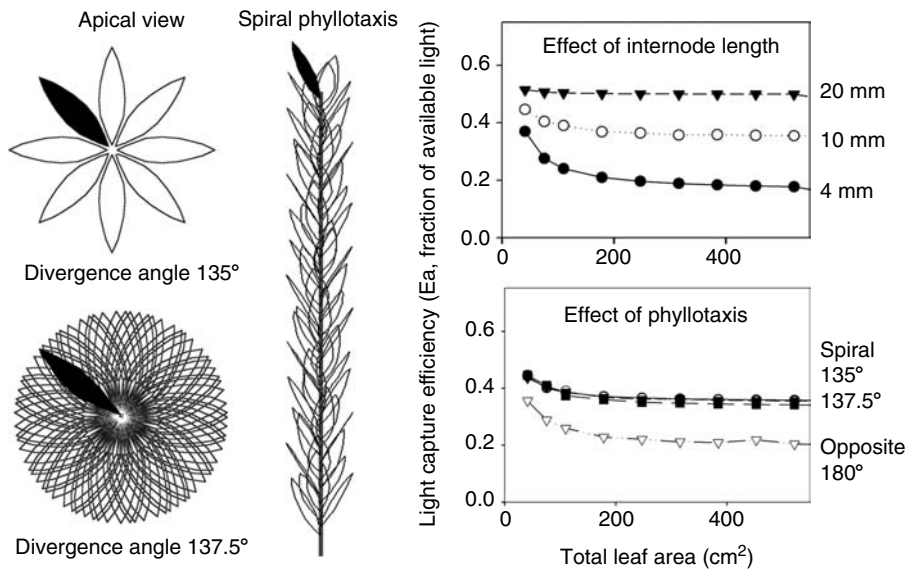 Apical view
Spiral phyllotaxis
Divergence angle 135°
Divergence angle 137.5°
Light capture efficiency (Ea, fraction of available light)
Effect of internode length
0.6
0.4
0.2
0.0
0
200
400
20 mm
10 mm
4 mm
Effect of phyllotaxis
0.6
0.4
0.2
0.0
0
200
400
Spiral
135°
137.5°
Opposite
180°
Total leaf area (cm²)